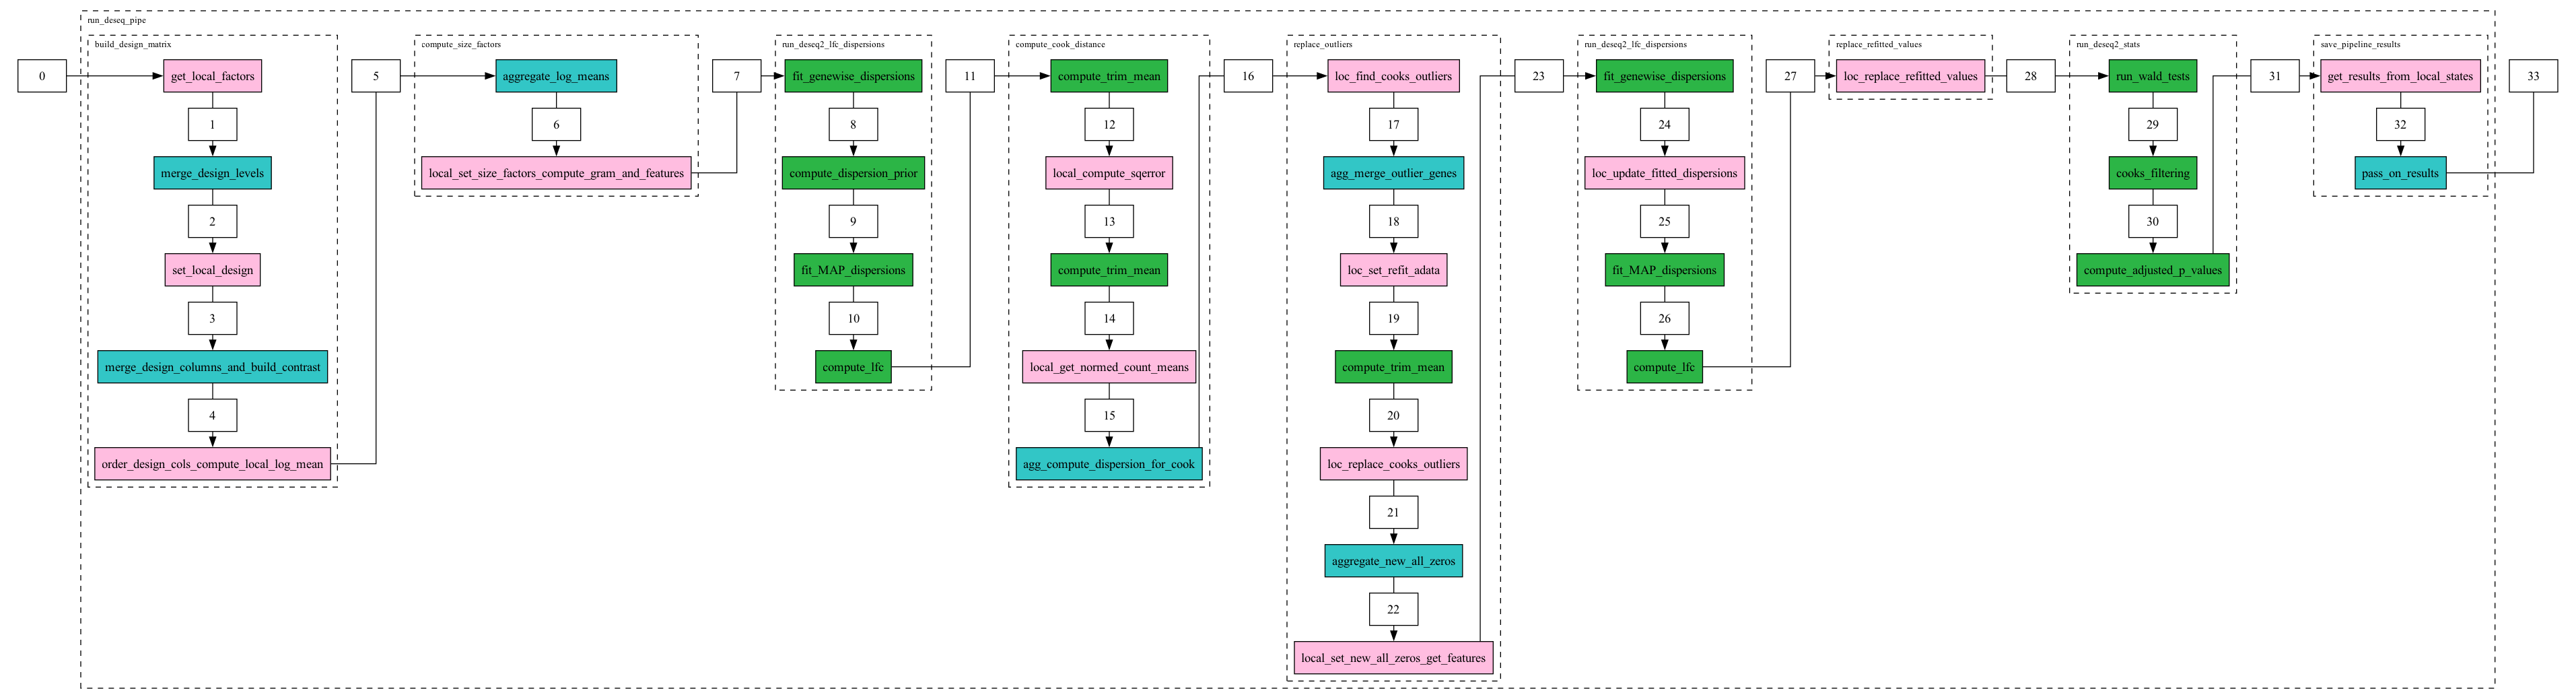 run_deseq_pipe
0
build_design_matrix
get_local_factors
1
merge_design_levels
2
set_local_design
3
merge_design_columns_and_build_contrast
4
order_design_cols_compute_local_log_mean
5
compute_size_factors
aggregate_log_means
6
local_set_size_factors_compute_gram_and_features
7
run_deseq2_lfc_dispersions
fit_genewise_dispersions
8
compute_dispersion_prior
9
fit_MAP_dispersions
10
compute_lfc
11
compute_cook_distance
compute_trim_mean
12
local_compute_sqerror
13
compute_trim_mean
14
local_get_normed_count_means
15
agg_compute_dispersion_for_cook
16
replace_outliers
loc_find_cooks_outliers
17
agg_merge_outlier_genes
18
loc_set_refit_adata
19
compute_trim_mean
20
loc_replace_cooks_outliers
21
aggregate_new_all_zeros
22
local_set_new_all_zeros_get_features
23
run_deseq2_lfc_dispersions
fit_genewise_dispersions
24
loc_update_fitted_dispersions
25
fit_MAP_dispersions
26
compute_lfc
27
replace_refitted_values
loc_replace_refitted_values
28
run_deseq2_stats
run_wald_tests
29
cooks_filtering
30
compute_adjusted_p_values
31
save_pipeline_results
get_results_from_local_states
32
pass_on_results
33